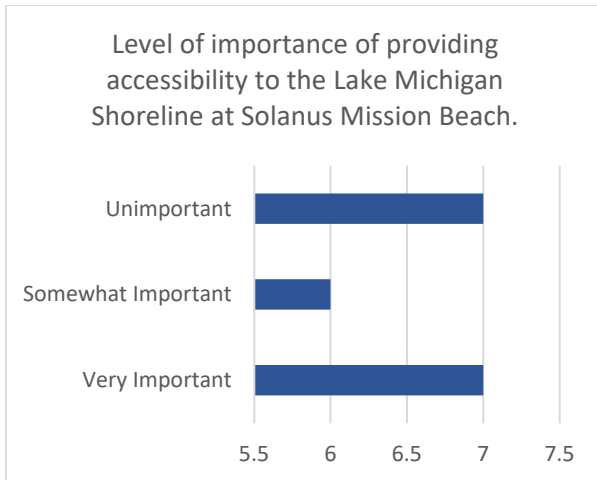 Level of importance of providing
accessibility to the Lake Michigan
Shoreline at Solanus Mission Beach.
Unimportant
Somewhat Important
Very Important
5.5 6 6.5 7 7.5